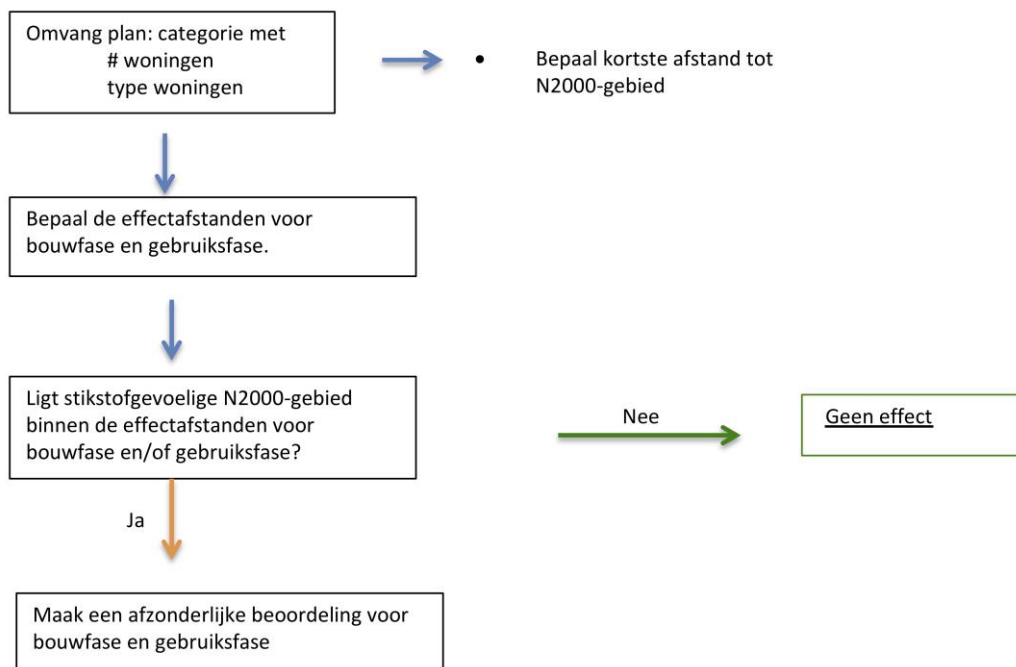 Omvang plan: categorie met
# woningen
type woningen
• Bepaal kortste afstand tot
N2000-gebied
Bepaal de effectafstanden voor
bouwfase en gebruiksfase.
Ligt stikstofgevoelige N2000-gebied
binnen de effectafstanden voor
bouwfase en/of gebruiksfase?
Nee
Geen effect
Ja
Maak een afzonderlijke beoordeling voor
bouwfase en gebruiksfase